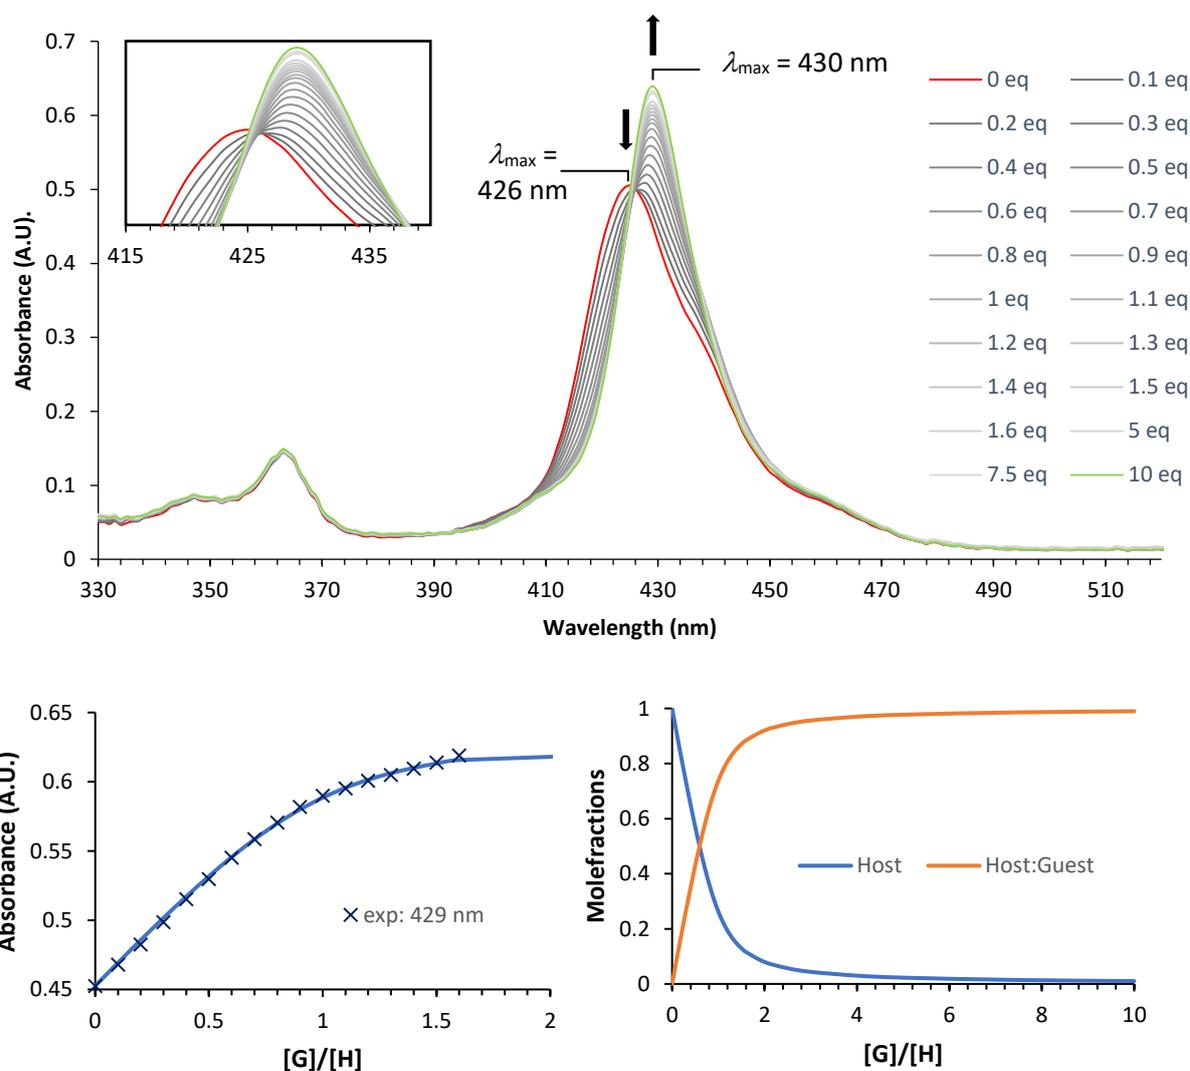 0.7
0.6
0.5
0.4
0.3
0.2
0.1
0
Absorbance (A.U).
330 350 370 390 410 430 450 470 490 510
Wavelength (nm)
415 425 435
λmax =
426 nm
λmax = 430 nm
0 eq 0.1 eq
0.2 eq 0.3 eq
0.4 eq 0.5 eq
0.6 eq 0.7 eq
0.8 eq 0.9 eq
1 eq 1.1 eq
1.2 eq 1.3 eq
1.4 eq 1.5 eq
1.6 eq 5 eq
7.5 eq 10 eq
0.65
0.6
0.55
0.5
0.45
Absorbance (A.U.)
exp: 429 nm
0 0.5 1 1.5 2
[G]/[H]
1
0.8
0.6
0.4
0.2
0
Molefractions
Host Host:Guest
0 2 4 6 8 10
[G]/[H]